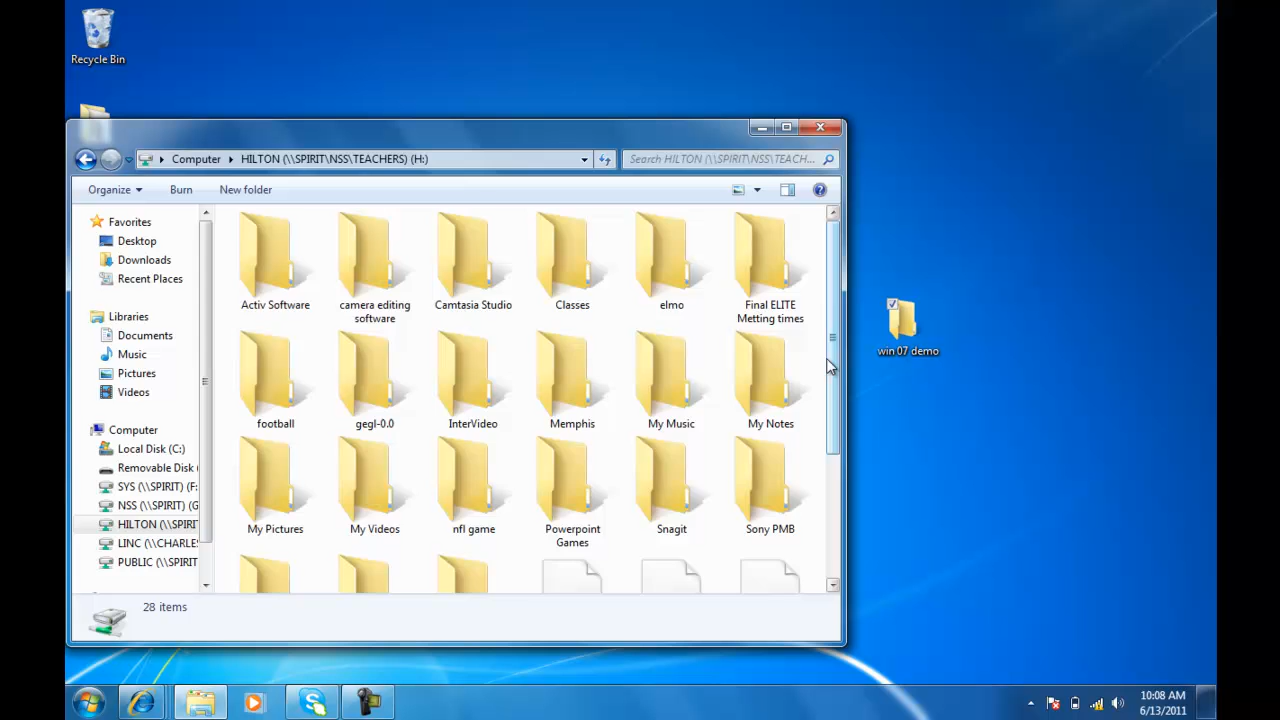 Recycle Bin
Computer HILTON (\\SPIRIT\NSS\TEACHERS) (H:)
Search HILTON (\\SPIRIT\NSS\TEACH...
Organize Burn New folder
Favorites
Desktop
Downloads
Recent Places
Libraries
Documents
Music
Pictures
Videos
Computer
Local Disk (C:)
Removable Disk (
SYS (\\SPIRIT) (F:
NSS (\\SPIRIT) (G
HILTON (\\SPIRIT
LINC (\\CHARLES
PUBLIC (\\SPIRIT
Activ Software
camera editing
software
Camtasia Studio
Classes
elmo
Final ELITE
Metting times
football
gegl-0.0
InterVideo
Memphis
My Music
My Notes
My Pictures
My Videos
nfl game
Powerpoint
Games
Snagit
Sony PMB
28 items
win 07 demo
10:08 AM
6/13/2011